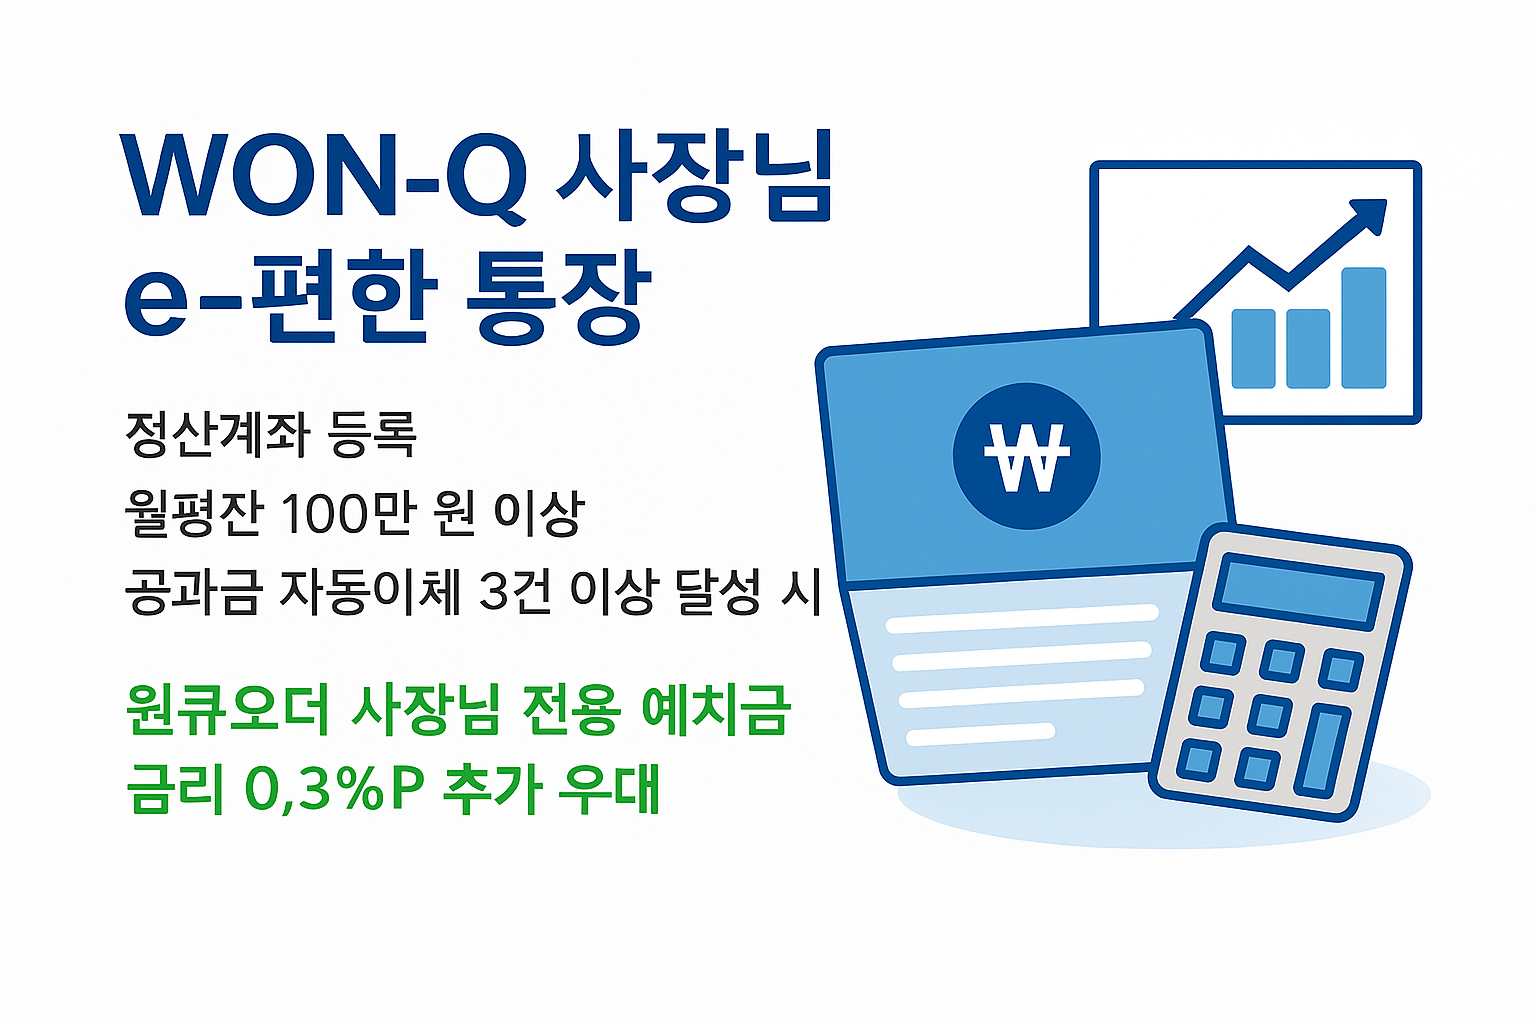 WON-Q 사장님
e-편한 통장
정산계좌 등록
월평잔 100만 원 이상
공과금 자동이체 3건 이상 달성 시
원큐오더 사장님 전용 예치금
금리 0,3%P 추가 우대
₩